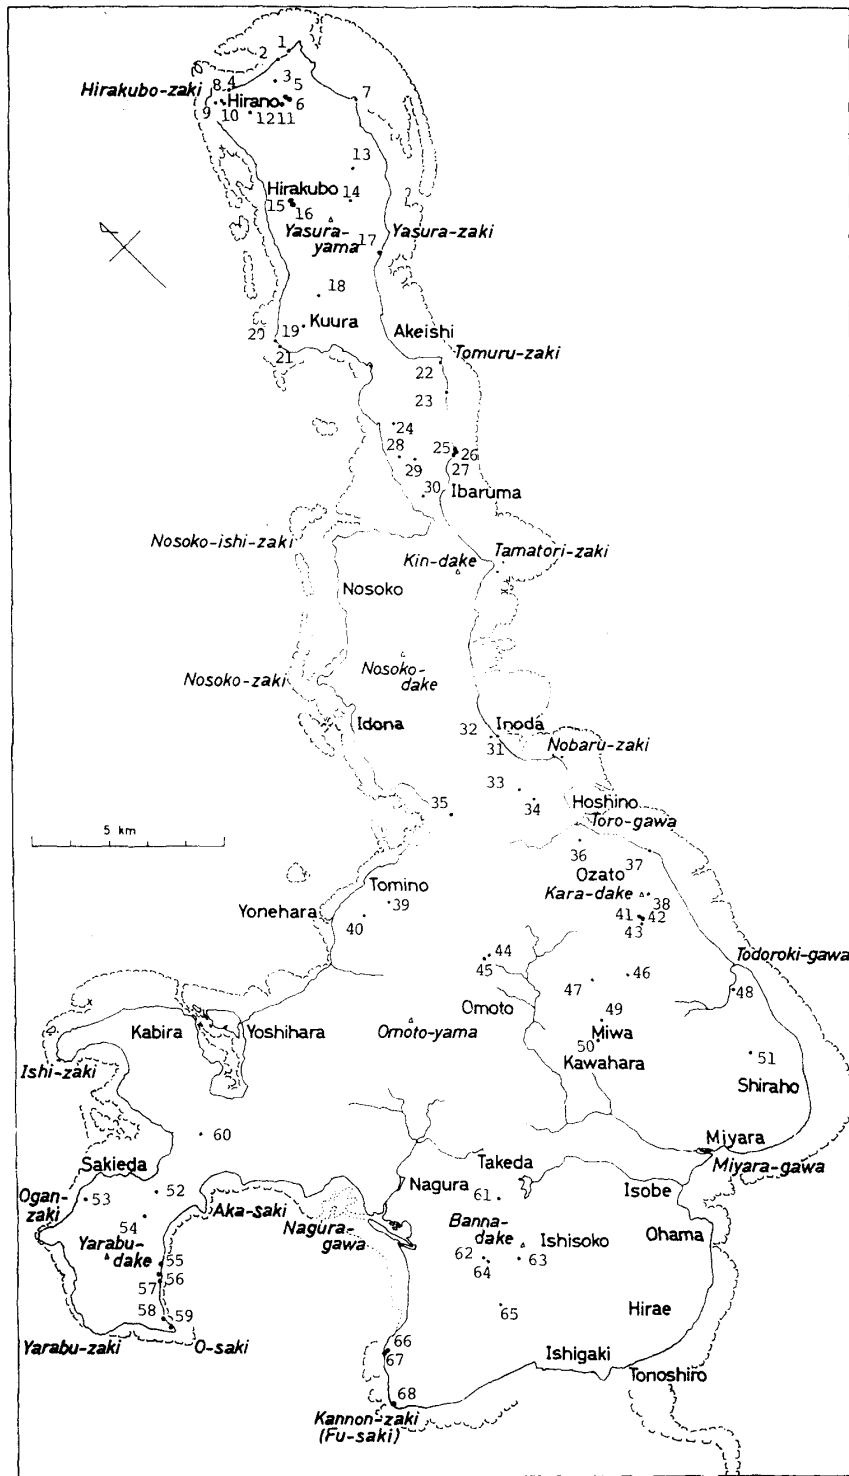 1
2
3
8 4
5
Hirakubo-zaki
7
Hirano
6
9
10
12 11
13
Hirakubo
14
15
16
Yasura-
yama
17
Yasura-zaki
18
19
Kuura
20
Akeishi
21
Tomuru-zaki
22
23
24
25
28
26
29
27
30
Ibaruma
Nosoko-ishi-zaki
Tamatori-zaki
Kin-dake
x
Nosoko
Nosoko-
dake
Nosoko-zaki
Idona
32
Inoda
31
Nobaru-zaki
33
34
35
Hoshino
Toro-gawa
5 km
36
37
Ozato
Tomino
Kara-dake
38
39
Yonehara
40
41
42
43
44
45
Todoroki-gawa
46
47
48
x
Omoto
49
Kabira
Yoshihara
Omoto-yama
Miwa
50
51
Ishi-zaki
Kawahara
Shiraho
60
Miyara
Sakieda
Takeda
Miyara-gawa
Nagura
61
Isobe
52
Ogan-
zaki
53
Aka-saki
54
Nagura-
gawa
Banna-
dake
Ishisoko
Ohama
Yarabu-
dake
55
62
63
56
64
57
65
Hirae
58
59
Yarabu-zaki
O-saki
66
67
Ishigaki
Tonoshiro
68
Kannon-zaki
(Fu-saki)